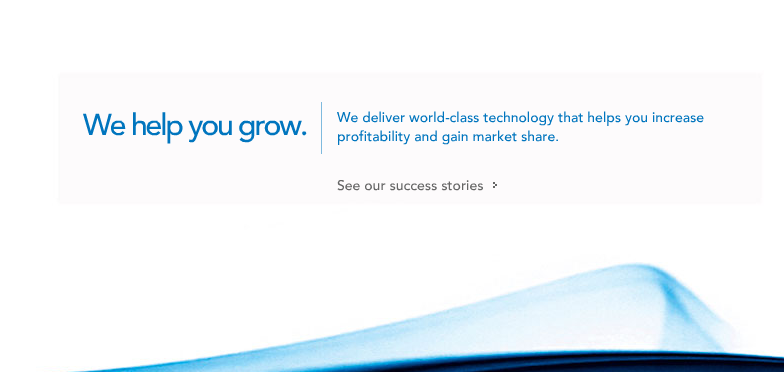 We help you grow.
We deliver world-class technology that helps you increase
profitability and gain market share.
See our success stories